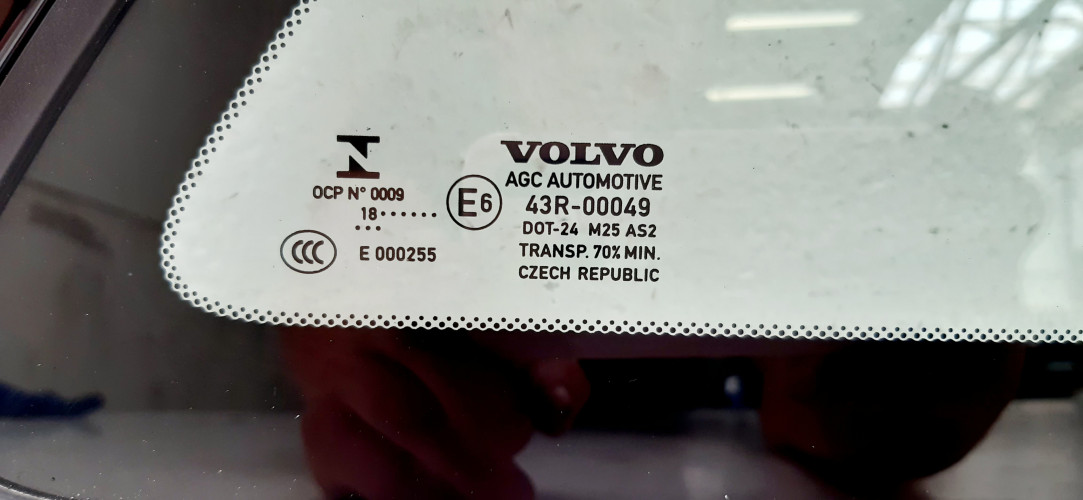 OCP N° 0009
18·······
···
CCC
E 000255
E6
VOLVO
AGC AUTOMOTIVE
43R-00049
DOT-24 M25 AS2
TRANSP. 70% MIN.
CZECH REPUBLIC